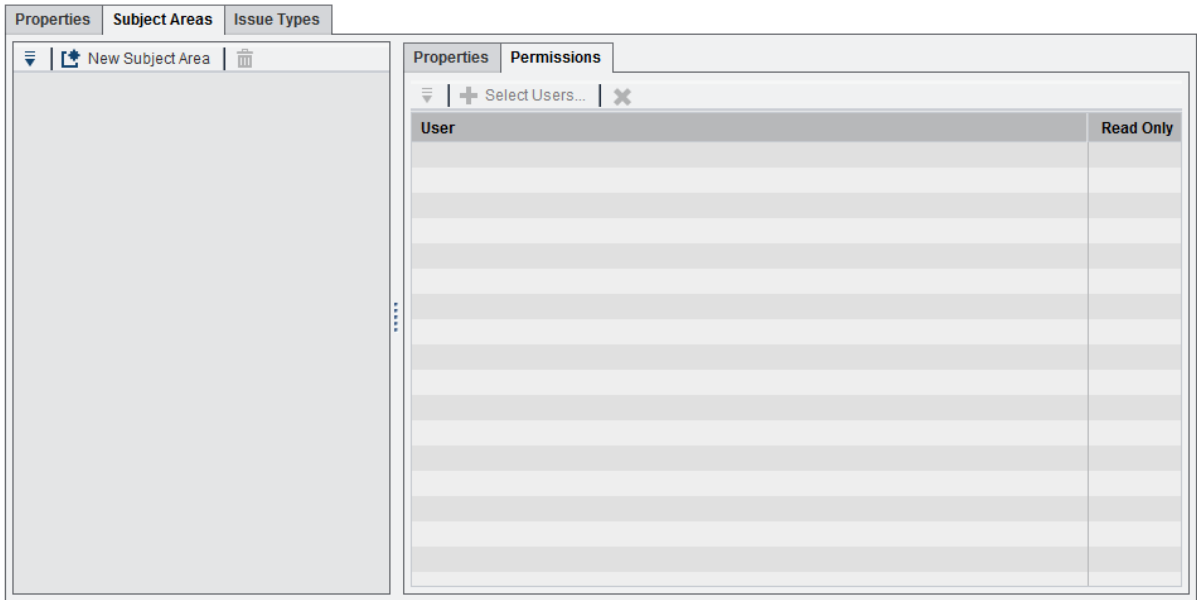 Properties Subject Areas Issue Types
New Subject Area
Properties Permissions
Select Users...
User Read Only